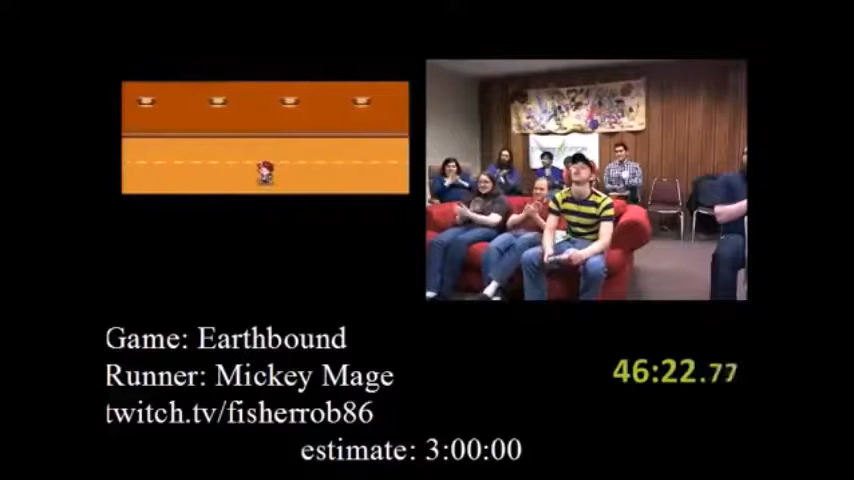 Game: Earthbound
Runner: Mickey Mage
46:22.77
twitch.tv/fisherrob86
estimate: 3:00:00